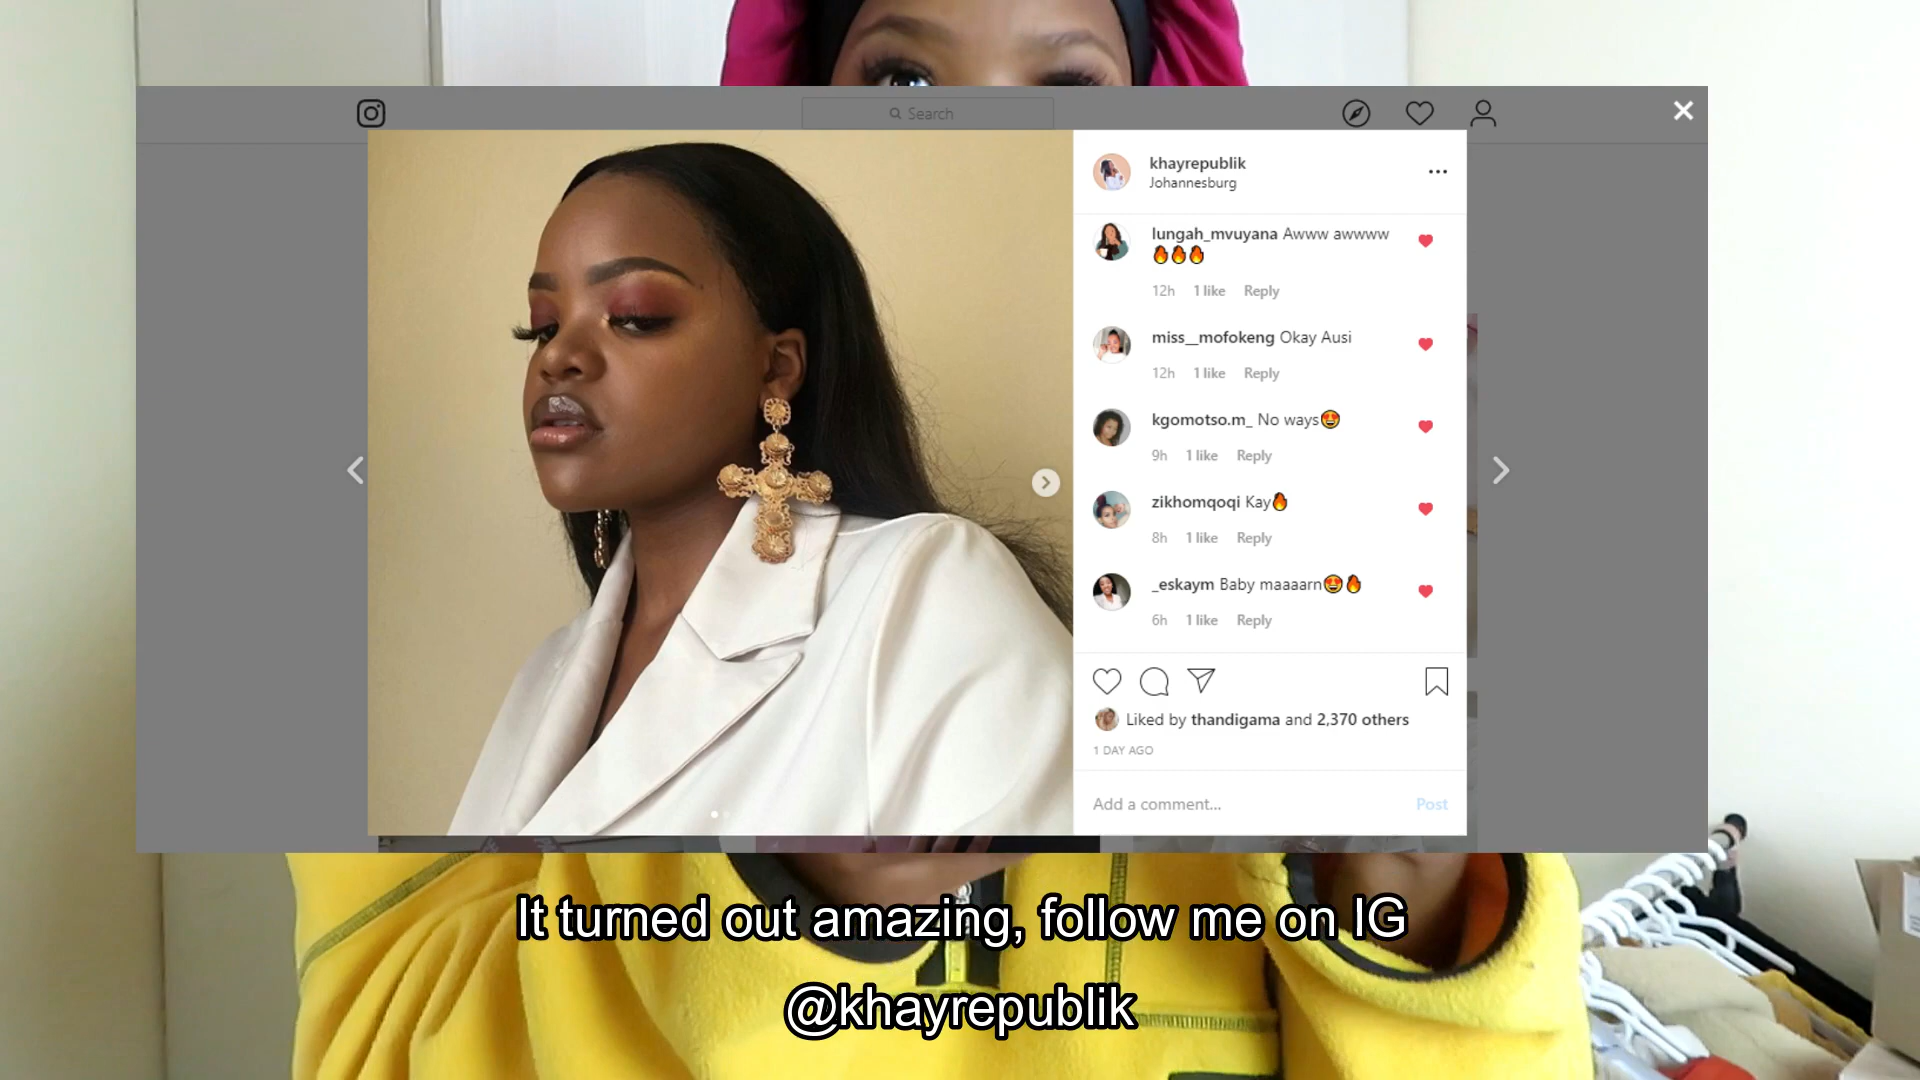 Search
khayrepublik
Johannesburg
lungah_mvuyana Awww awwww
🔥🔥🔥
12h 1 like Reply
miss__mofokeng Okay Ausi
12h 1 like Reply
kgomotso.m_ No ways😍
9h 1 like Reply
zikhomqoqi Kay🔥
8h 1 like Reply
_eskaym Baby maaaarn😍🔥
6h 1 like Reply
Liked by thandigama and 2,370 others
1 DAY AGO
Add a comment... Post
It turned out amazing, follow me on IG
@khayrepublik